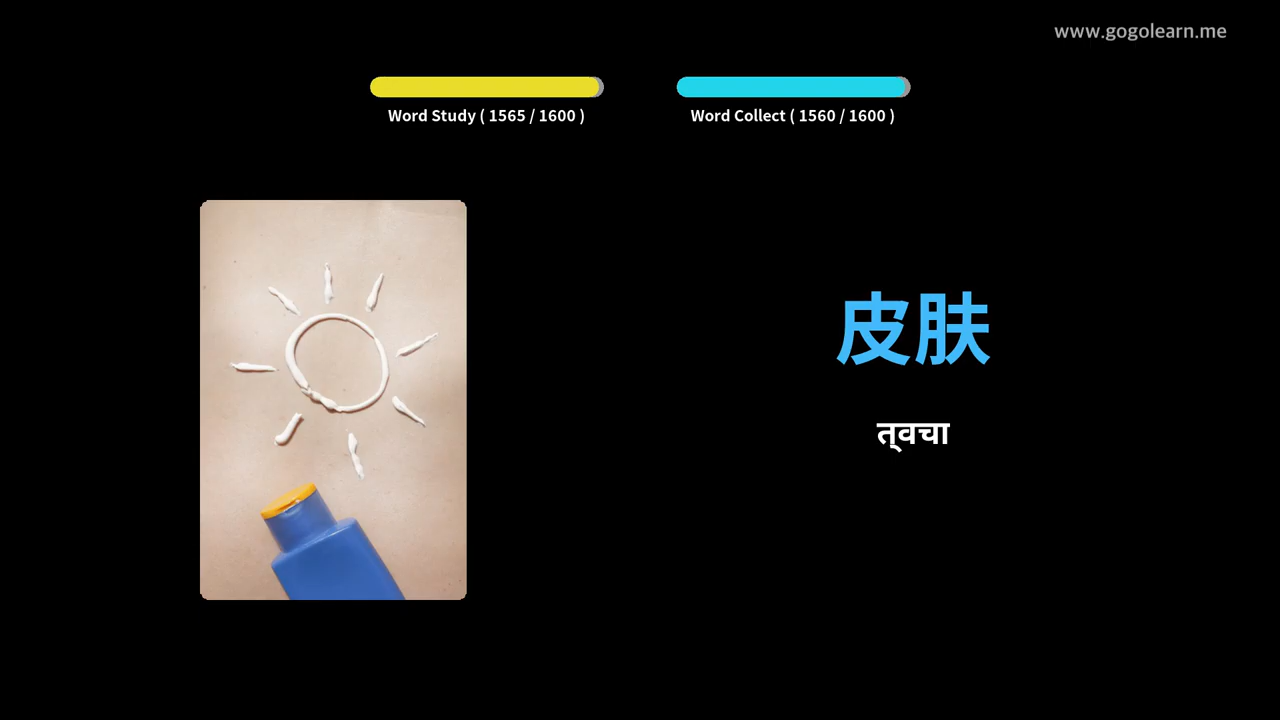 www.gogolearn.me
Word Study ( 1565 / 1600 )
Word Collect ( 1560 / 1600 )
皮肤
त्वचा